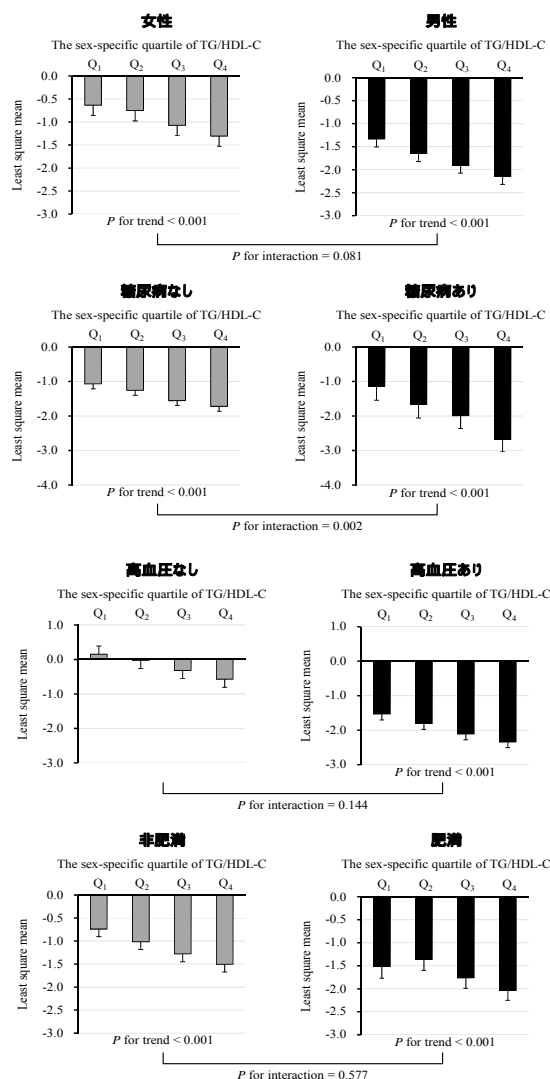 女性
The sex-specific quartile of TG/HDL-C
Q1 Q2 Q3 Q4
Least square mean
0.0
-0.5
-1.0
-1.5
-2.0
-2.5
-3.0
P for trend < 0.001
男性
The sex-specific quartile of TG/HDL-C
Q1 Q2 Q3 Q4
Least square mean
0.0
-0.5
-1.0
-1.5
-2.0
-2.5
-3.0
P for trend < 0.001
P for interaction = 0.081
糖尿病なし
The sex-specific quartile of TG/HDL-C
Q1 Q2 Q3 Q4
Least square mean
0.0
-1.0
-2.0
-3.0
-4.0
P for trend < 0.001
糖尿病あり
The sex-specific quartile of TG/HDL-C
Q1 Q2 Q3 Q4
Least square mean
0.0
-1.0
-2.0
-3.0
-4.0
P for trend < 0.001
P for interaction = 0.002
高血圧なし
The sex-specific quartile of TG/HDL-C
Q1 Q2 Q3 Q4
Least square mean
1.0
0.0
-1.0
-2.0
-3.0
高血圧あり
The sex-specific quartile of TG/HDL-C
Q1 Q2 Q3 Q4
Least square mean
1.0
0.0
-1.0
-2.0
-3.0
P for trend < 0.001
P for interaction = 0.144
非肥満
The sex-specific quartile of TG/HDL-C
Q1 Q2 Q3 Q4
Least square mean
0.0
-0.5
-1.0
-1.5
-2.0
-2.5
-3.0
P for trend < 0.001
肥満
The sex-specific quartile of TG/HDL-C
Q1 Q2 Q3 Q4
Least square mean
0.0
-0.5
-1.0
-1.5
-2.0
-2.5
-3.0
P for trend < 0.001
P for interaction = 0.577